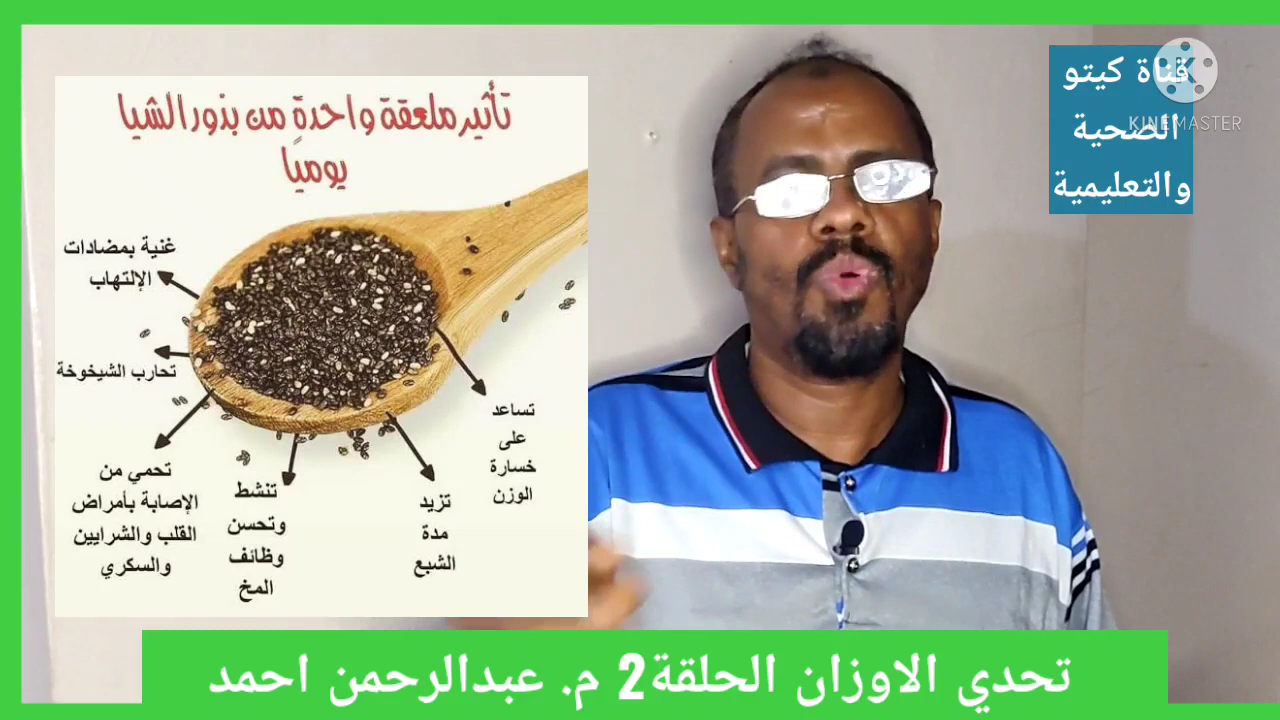 قناة كيتو
الصحية
والتعليمية
KINEMASTER
تأثير ملعقة واحدة من بذور الشيا
يوميًا
غنية بمضادات
الإلتهاب
تحارب الشيخوخة
تحمي من
الإصابة بأمراض
القلب والشرايين
والسكري
تنشط
وتحسن
وظائف
المخ
تزيد
مدة
الشبع
تساعد
على
خسارة
الوزن
تحدي الاوزان الحلقة2 م. عبدالرحمن احمد